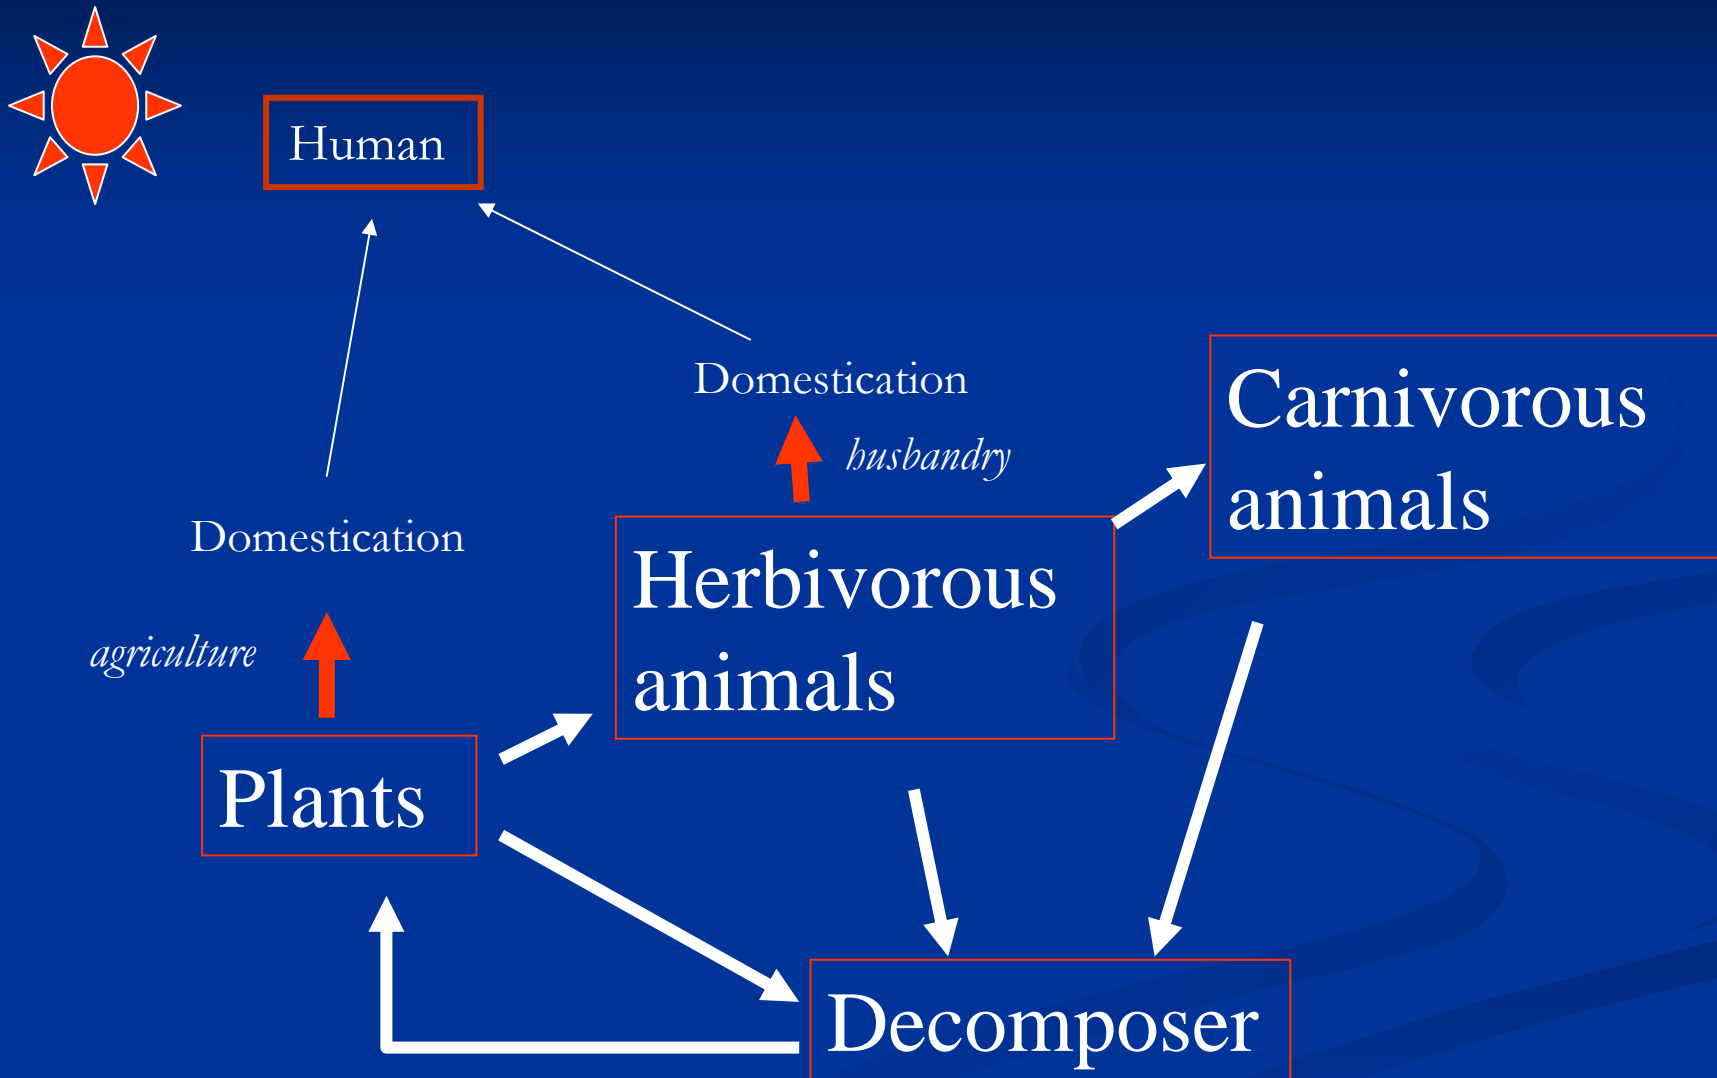 Human
Domestication
husbandry
Carnivorous
animals
Domestication
agriculture
Herbivorous
animals
Plants
Decomposer